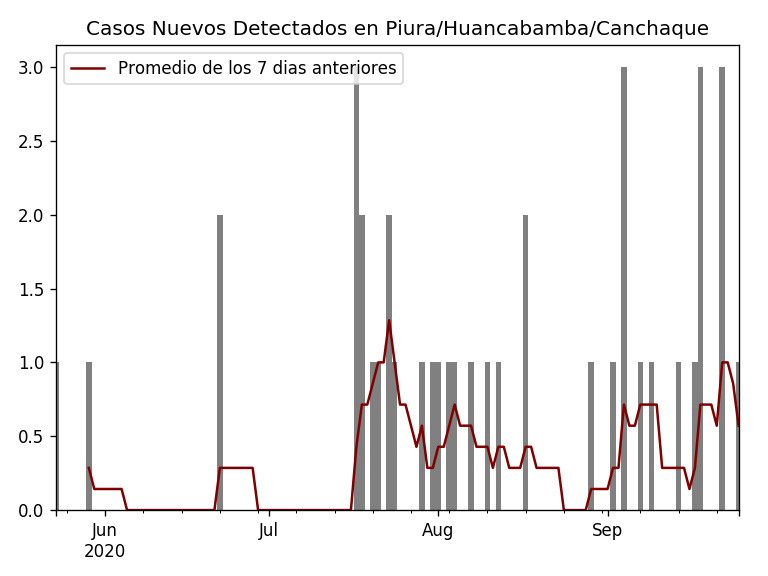 Casos Nuevos Detectados en Piura/Huancabamba/Canchaque
Promedio de los 7 dias anteriores
3.0
2.5
2.0
1.5
1.0
0.5
0.0
Jun
2020
Jul
Aug
Sep